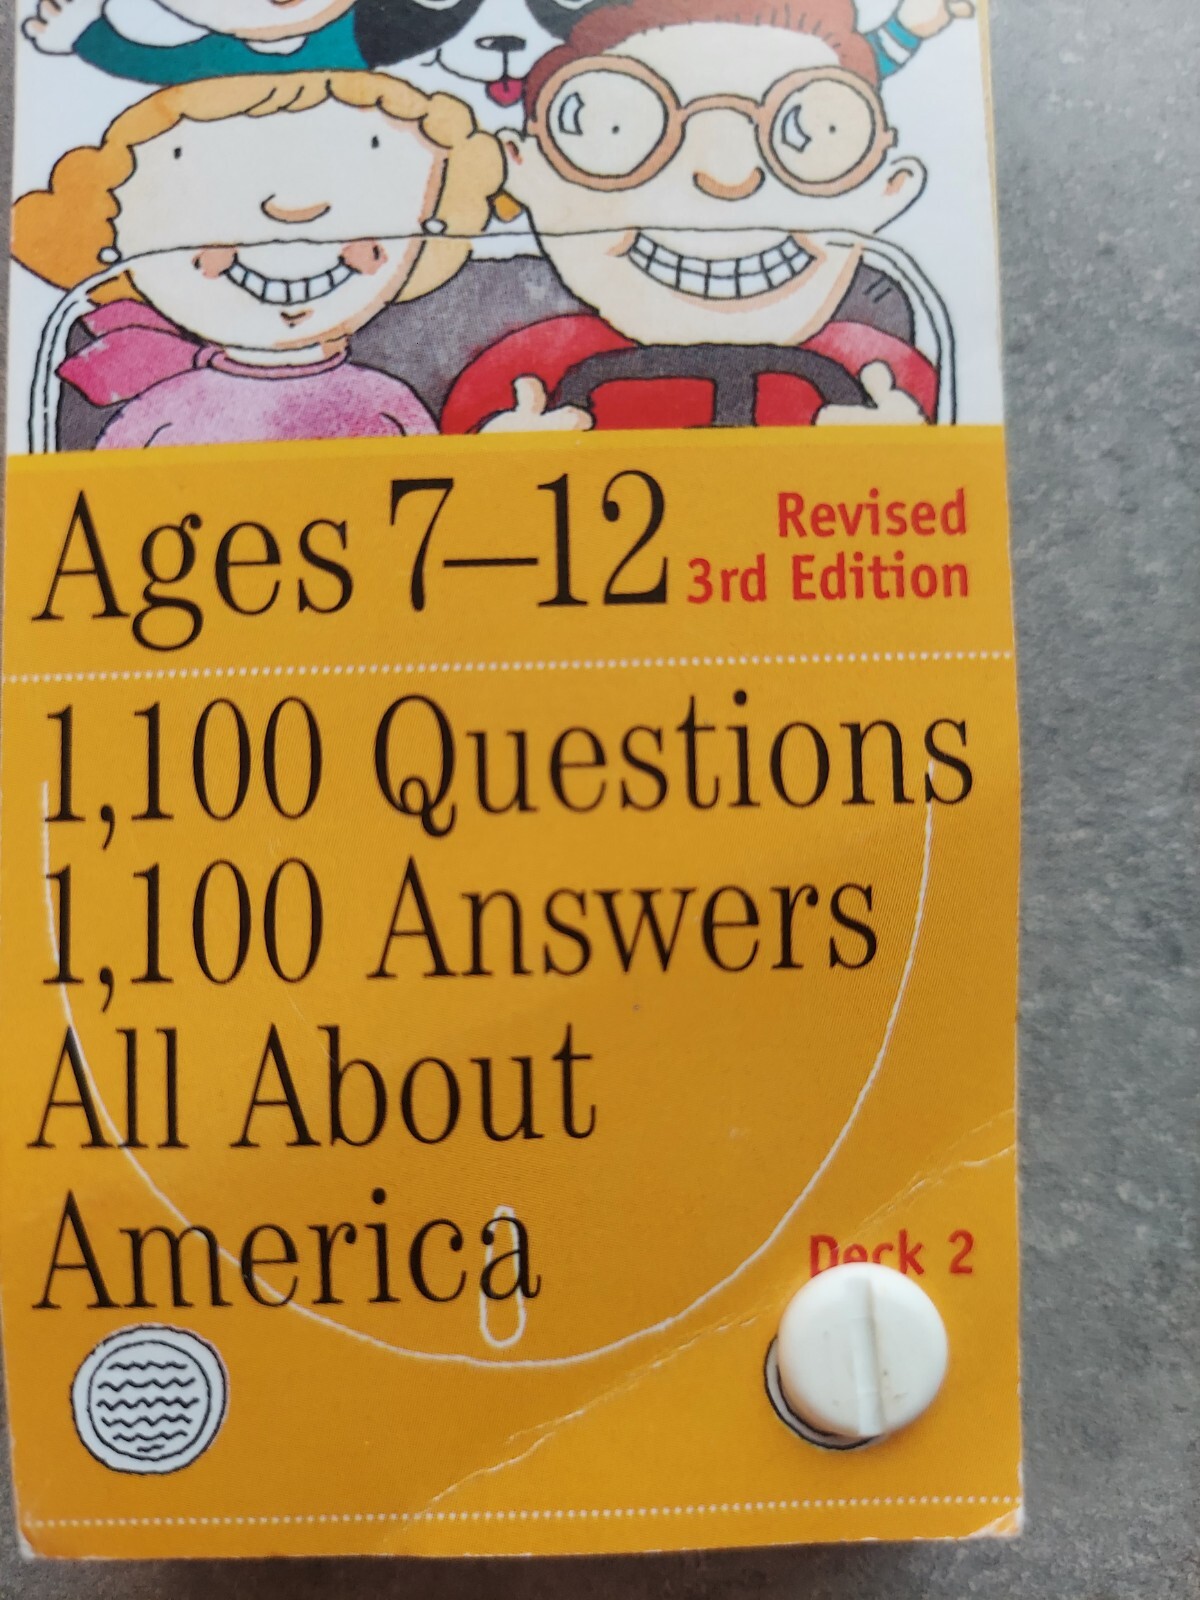 Ages 7–12
Revised
3rd Edition
1,100 Questions
1,100 Answers
All About
America
Deck 2